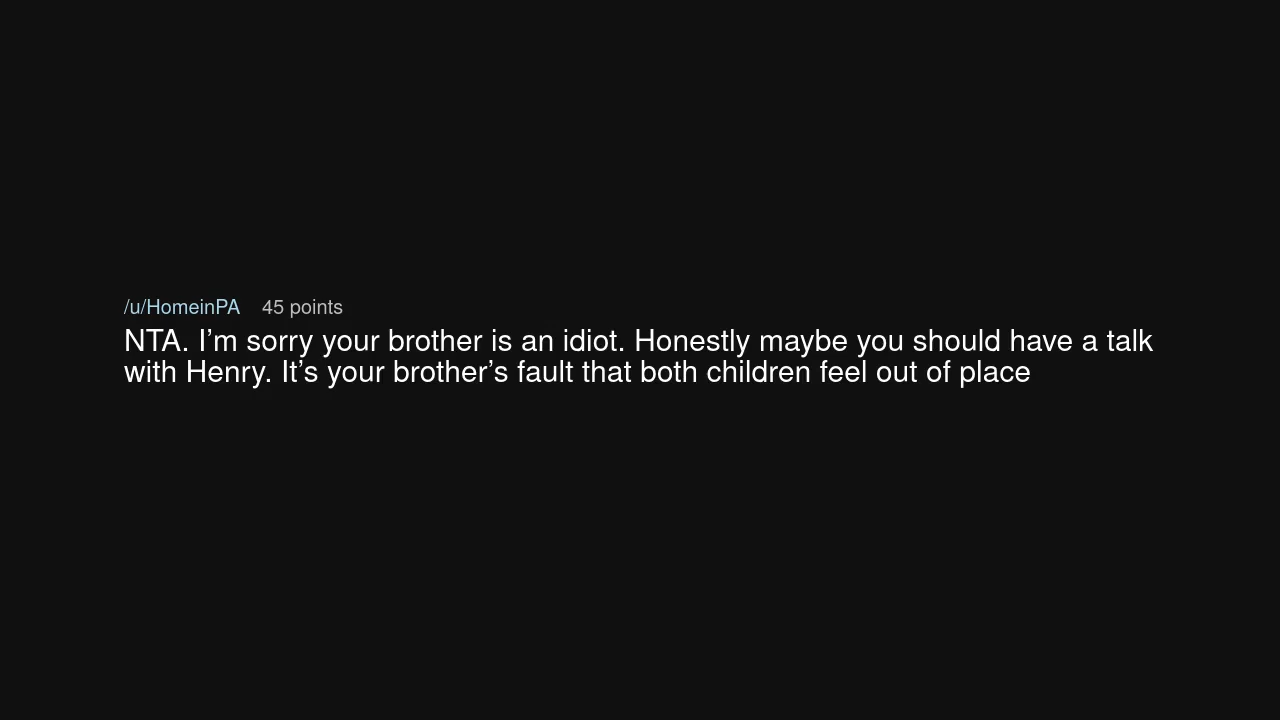 /u/HomeinPA 45 points
NTA. I’m sorry your brother is an idiot. Honestly maybe you should have a talk
with Henry. It’s your brother’s fault that both children feel out of place